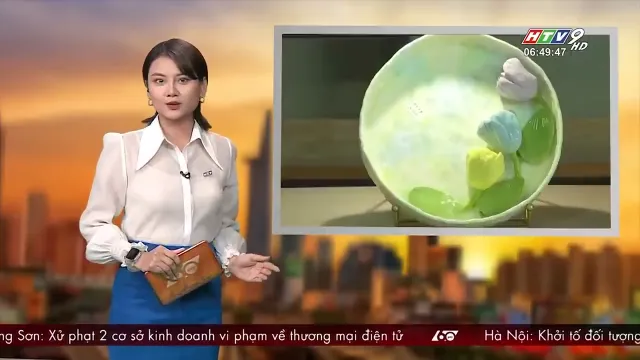 HTV9 HD
06:49:47
ng Sơn: Xử phạt 2 cơ sở kinh doanh vi phạm về thương mại điện tử
60
Hà Nội: Khởi tố đối tượng